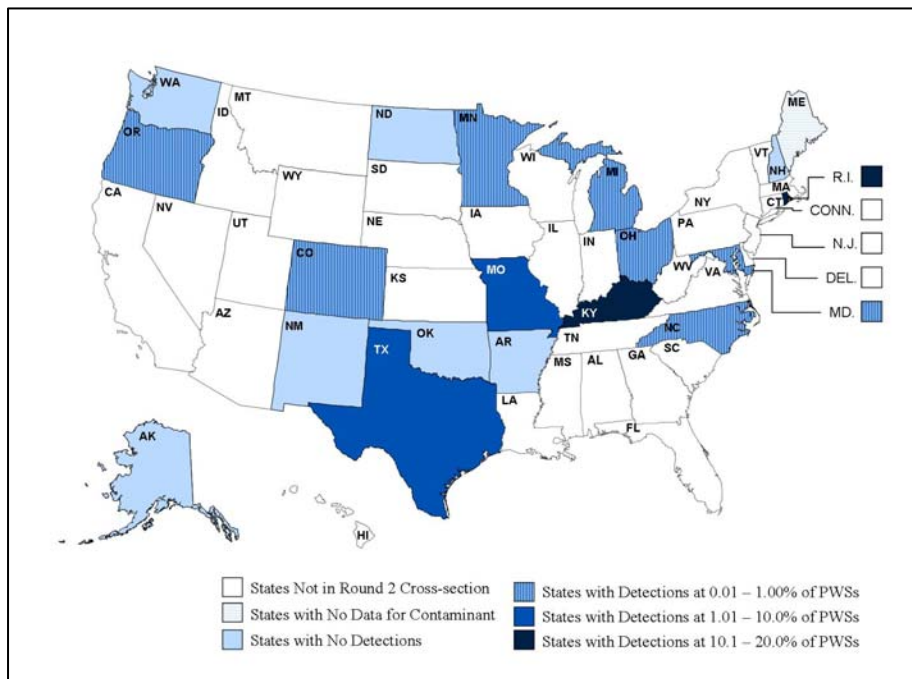 WA
MT
ND
MN
ME
ID
OR
VT
WI
MI
NH
SD
MA
R.I.
WY
NY
CT
CONN.
CA
NV
IA
PA
NE
N.J.
UT
IL
IN
OH
CO
MO
WV
VA
DEL.
KS
KY
MD.
AZ
NM
OK
NC
TN
TX
AR
SC
MS
AL
GA
LA
FL
AK
HI
States Not in Round 2 Cross-section
States with No Data for Contaminant
States with No Detections
States with Detections at 0.01 – 1.00% of PWSs
States with Detections at 1.01 – 10.0% of PWSs
States with Detections at 10.1 – 20.0% of PWSs